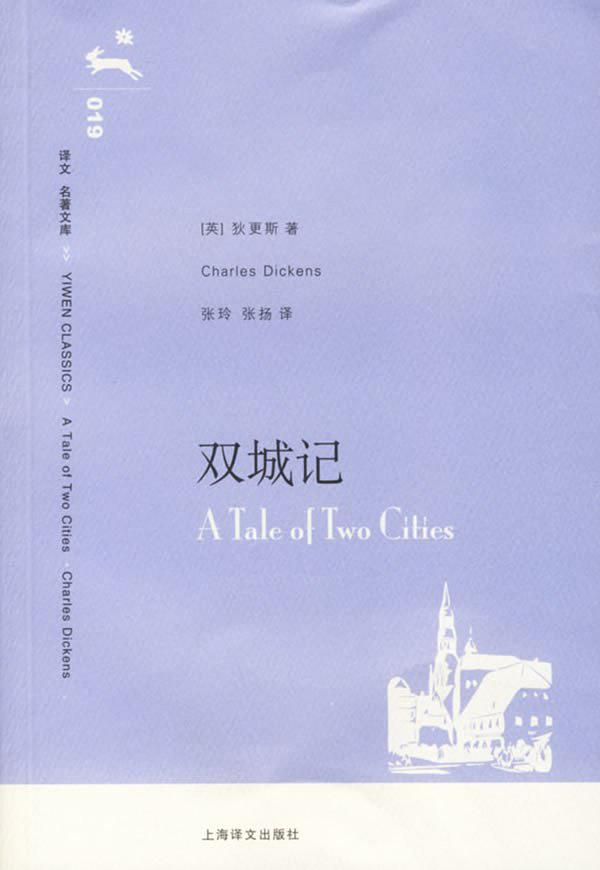 019
译文 名著文库 >> YIWEN CLASSICS > A Tale of Two Cities · Charles Dickens
[英] 狄更斯 著
Charles Dickens
张玲 张扬 译
双城记
A Tale of Two Cities
上海译文出版社